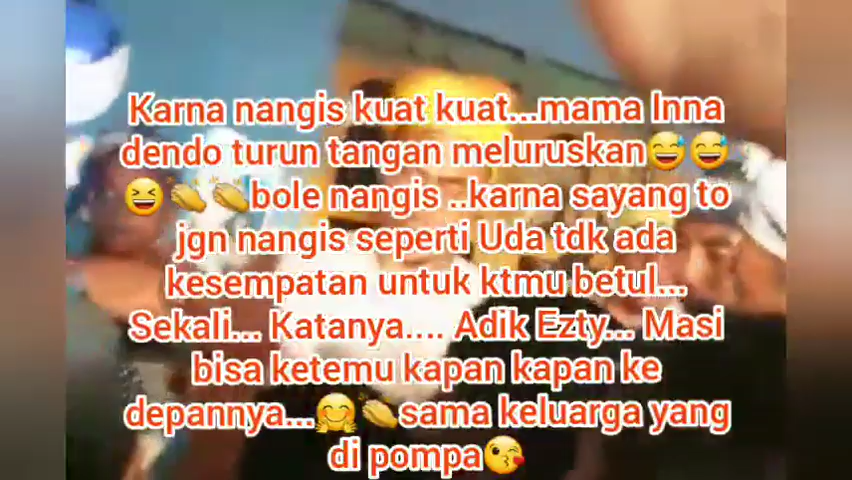 Karna nangis kuat kuat...mama Inna
dendo turun tangan meluruskan😅😅
😆👏👏bole nangis ..karna sayang to
jgn nangis seperti Uda tdk ada
kesempatan untuk ktmu betul...
Sekali... Katanya.... Adik Ezty... Masi
bisa ketemu kapan kapan ke
depannya...🤗👏sama keluarga yang
di pompa😘